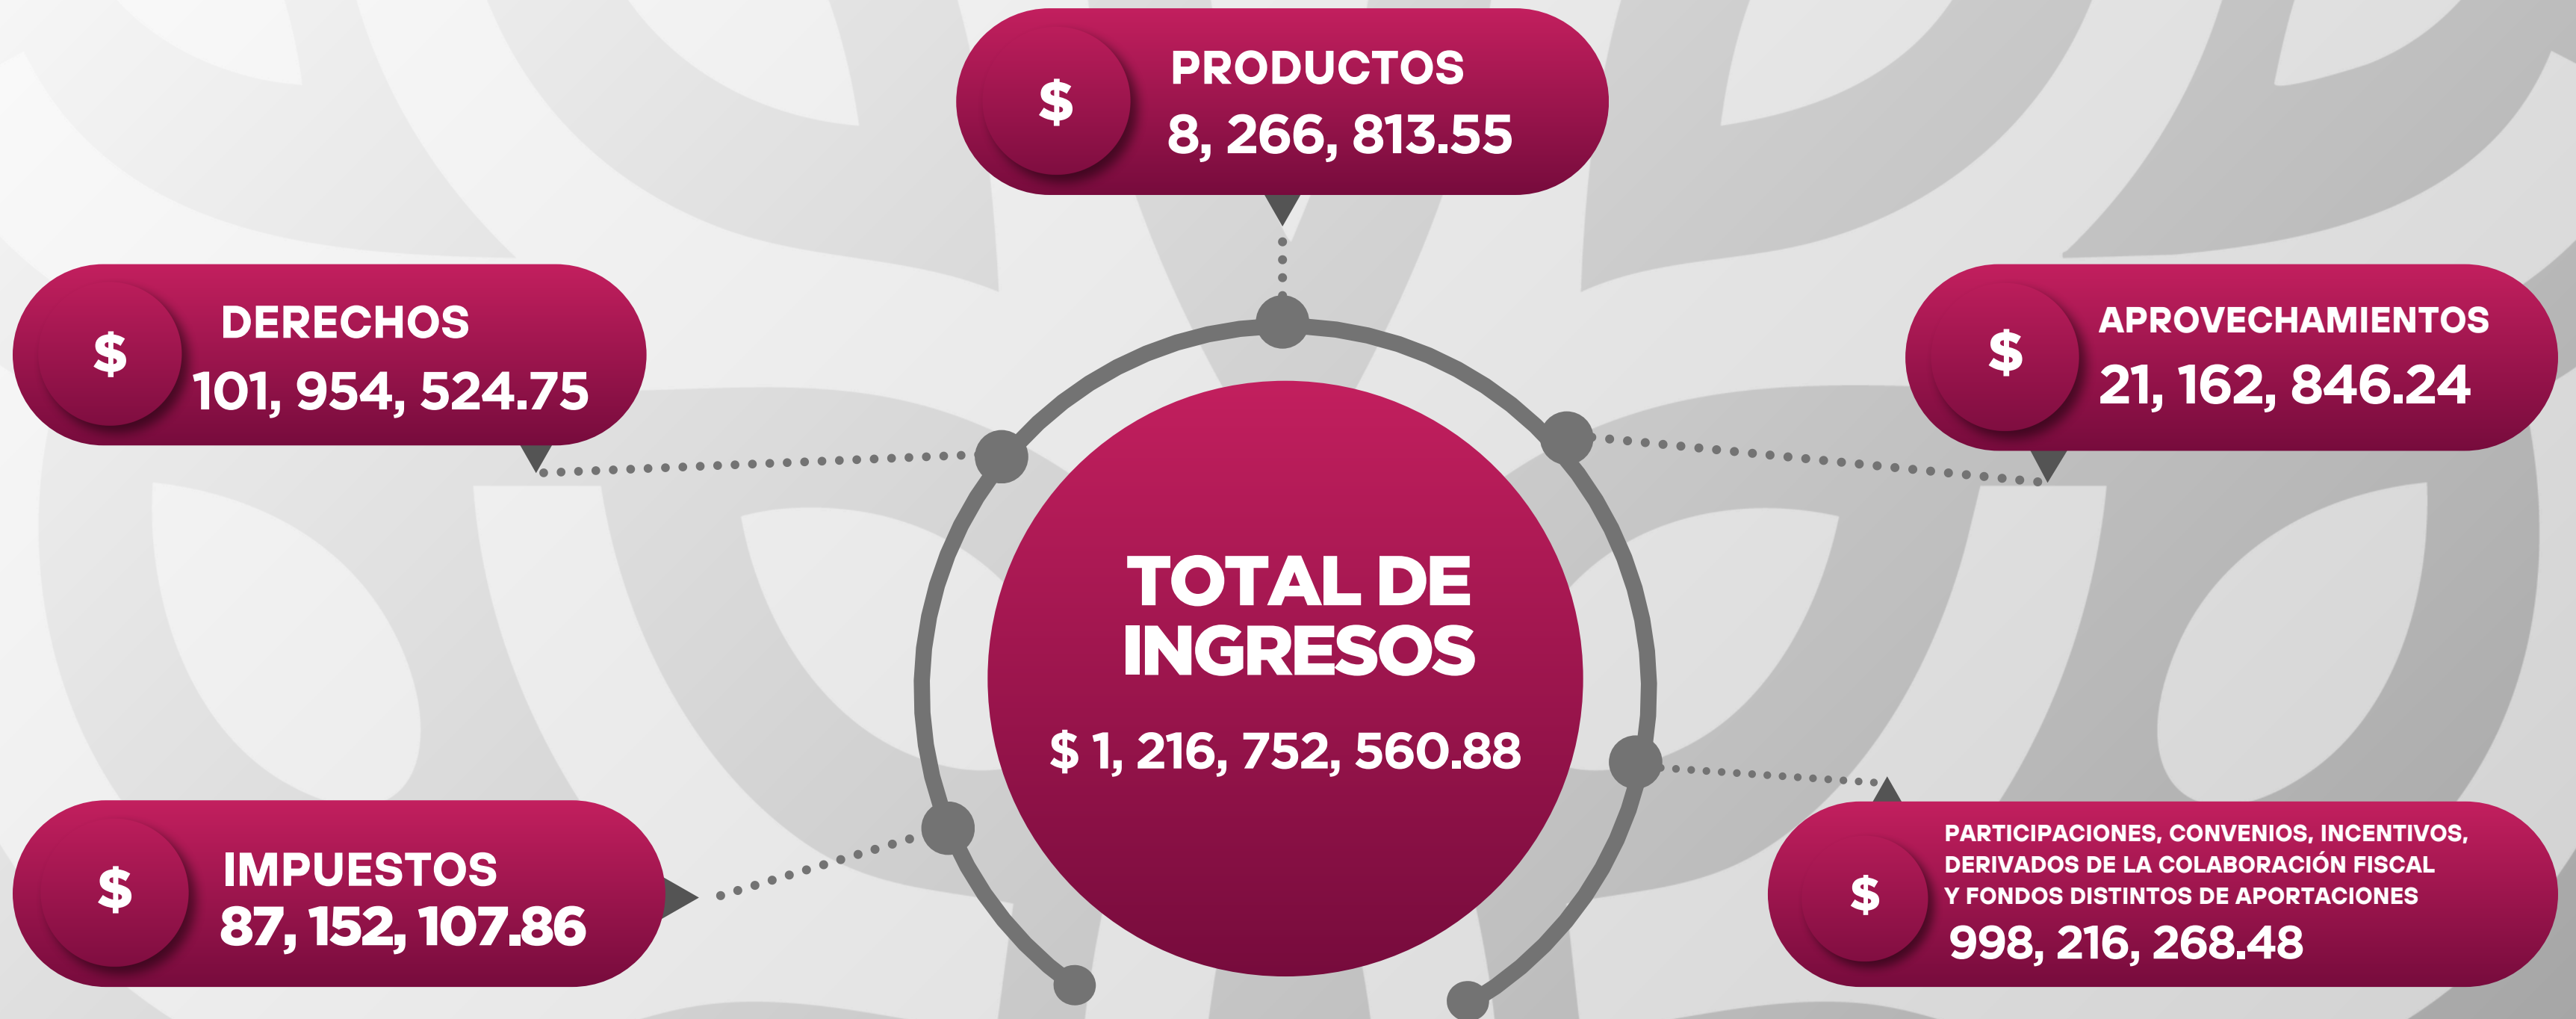 $
PRODUCTOS
8, 266, 813.55
$
DERECHOS
101, 954, 524.75
$
APROVECHAMIENTOS
21, 162, 846.24
TOTAL DE
INGRESOS
$ 1, 216, 752, 560.88
$
IMPUESTOS
87, 152, 107.86
$
PARTICIPACIONES, CONVENIOS, INCENTIVOS,
DERIVADOS DE LA COLABORACIÓN FISCAL
Y FONDOS DISTINTOS DE APORTACIONES
998, 216, 268.48